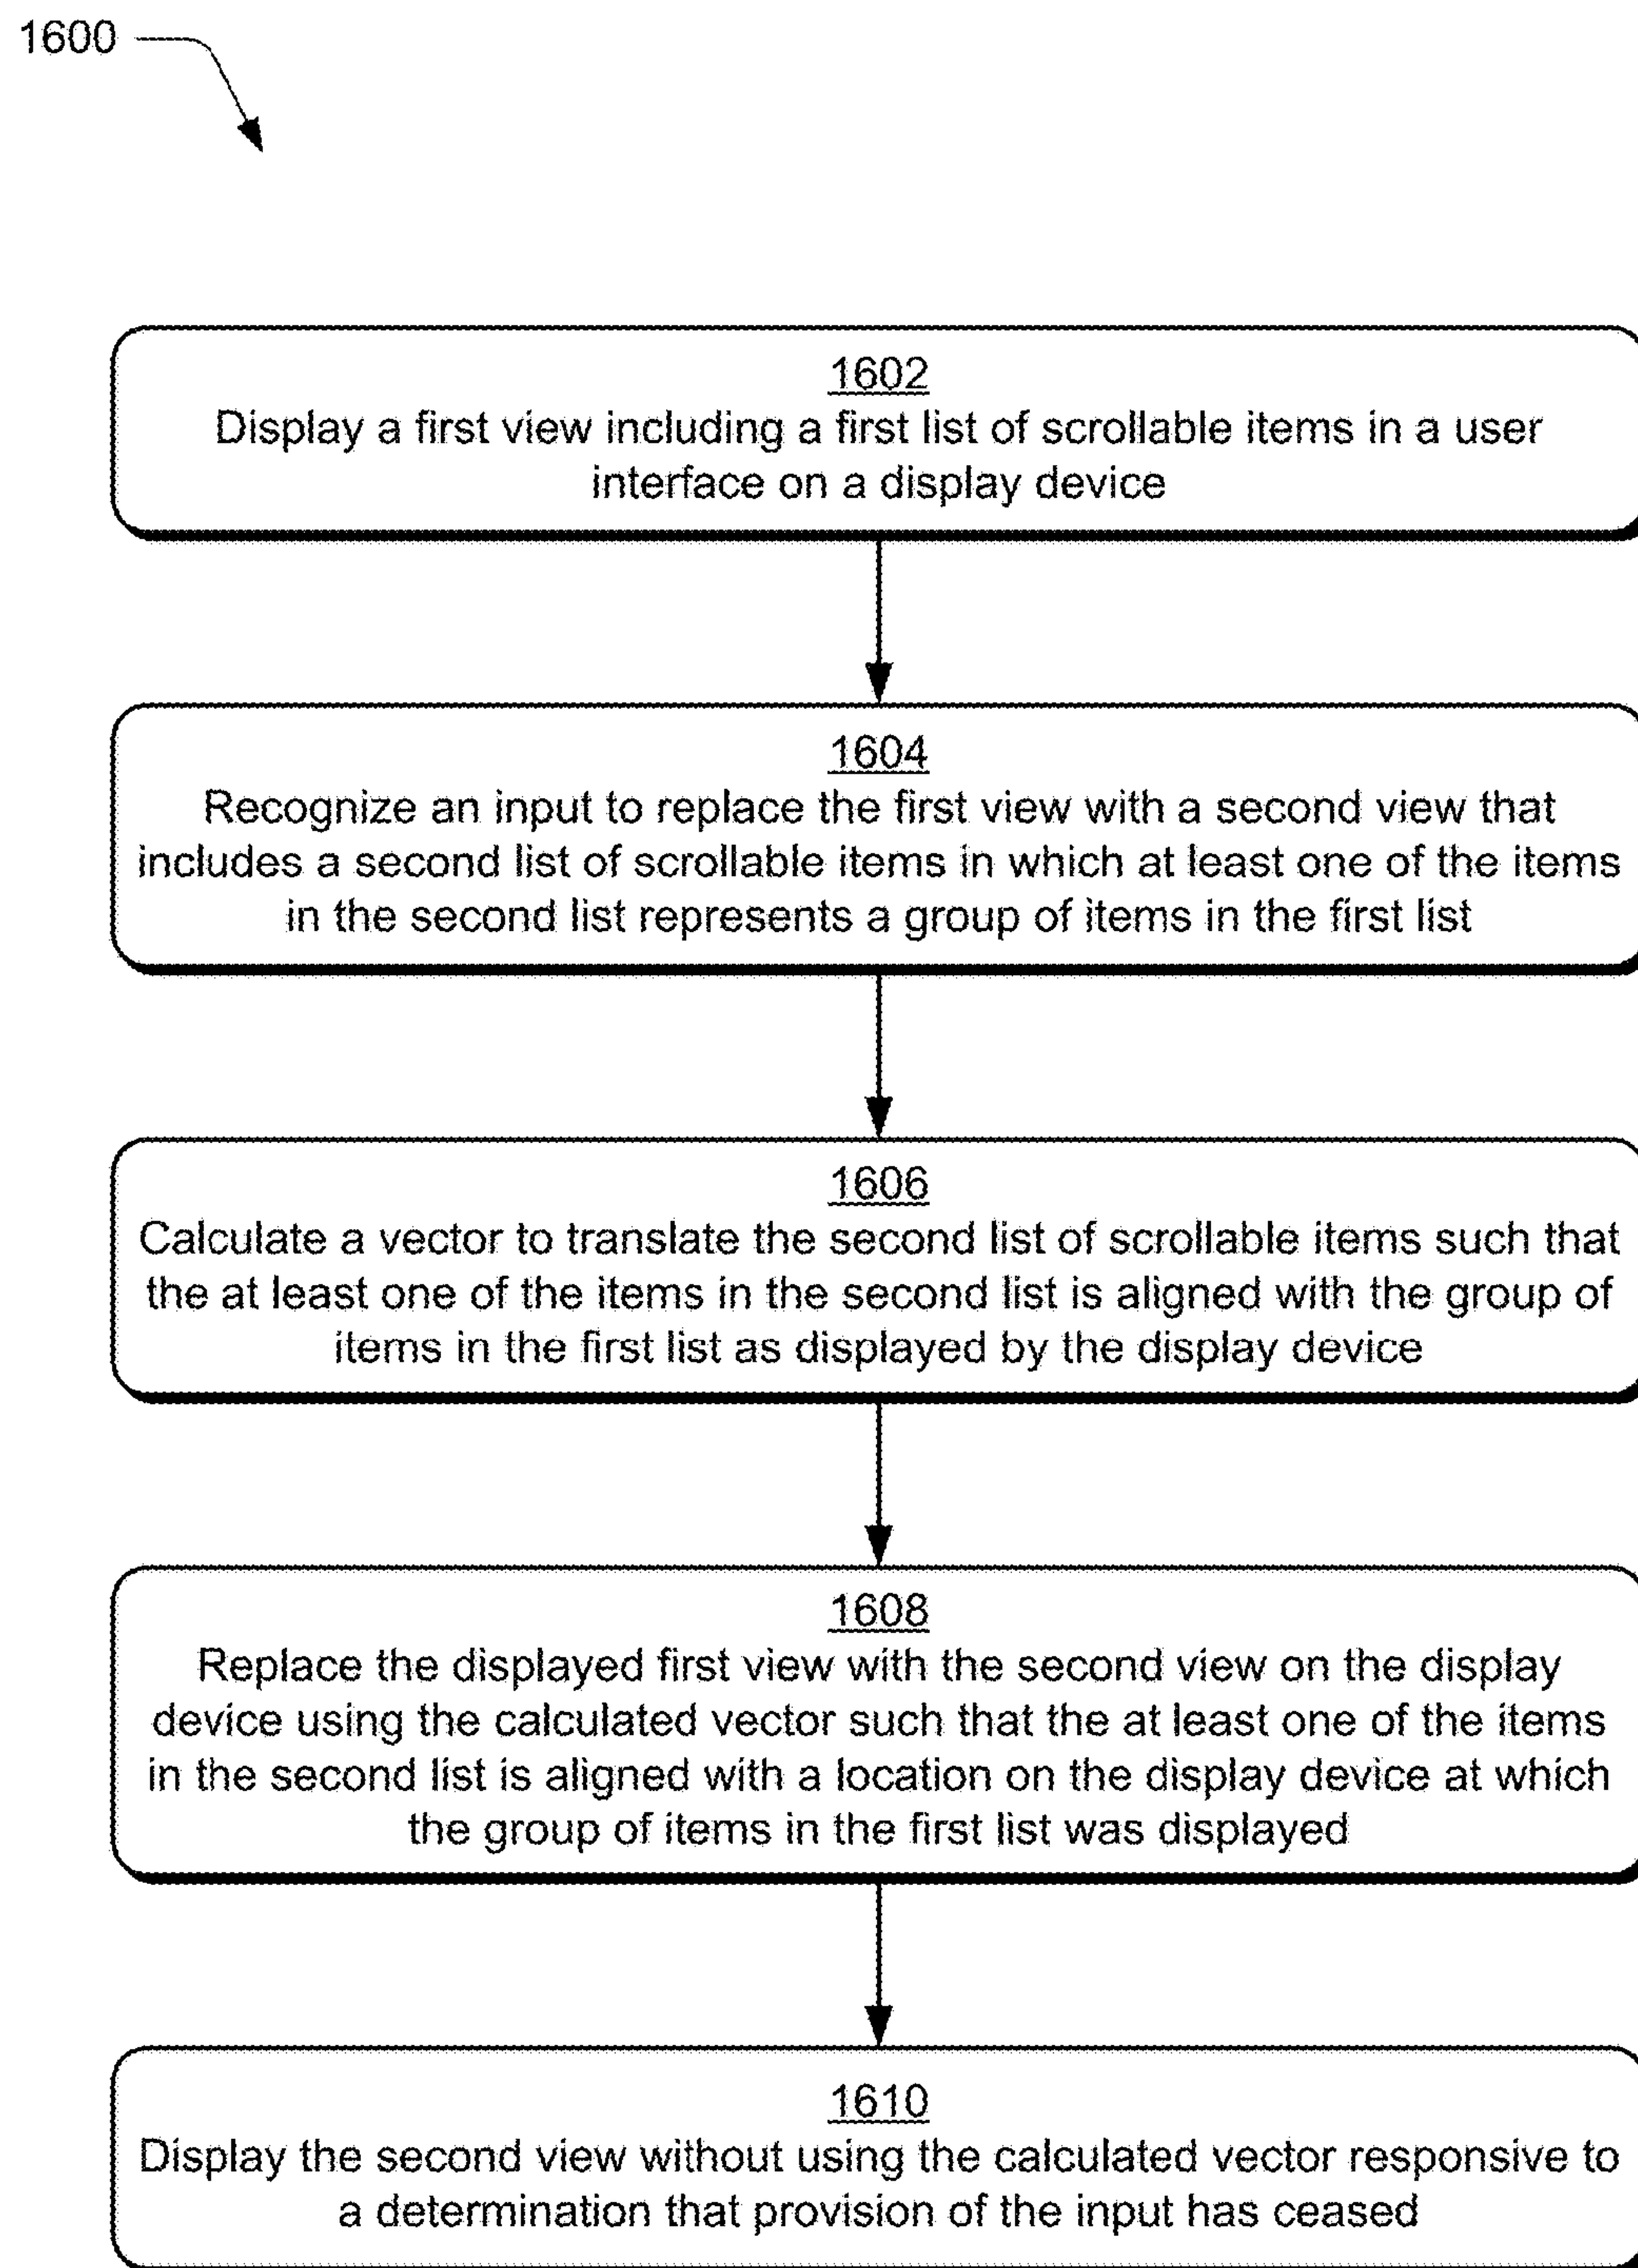 1600
1602
Display a first view including a first list of scrollable items in a user
interface on a display device
1604
Recognize an input to replace the first view with a second view that
includes a second list of scrollable items in which at least one of the items
in the second list represents a group of items in the first list
1606
Calculate a vector to translate the second list of scrollable items such that
the at least one of the items in the second list is aligned with the group of
items in the first list as displayed by the display device
1608
Replace the displayed first view with the second view on the display
device using the calculated vector such that the at least one of the items
in the second list is aligned with a location on the display device at which
the group of items in the first list was displayed
1610
Display the second view without using the calculated vector responsive to
a determination that provision of the input has ceased